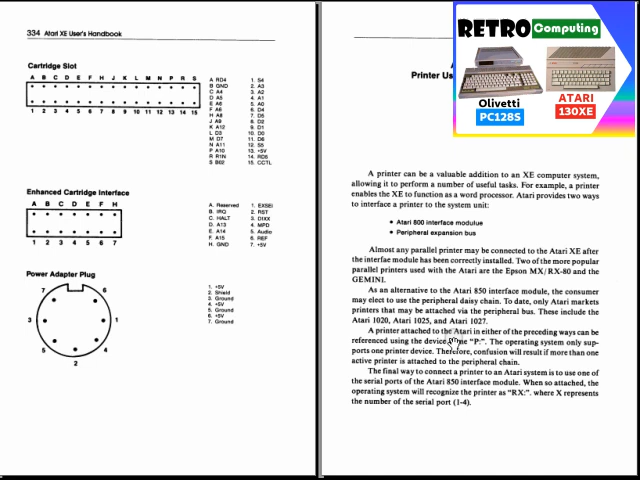 334 Atari XE User's Handbook
Cartridge Slot
A B C D E F H J K L M N P R S
1 2 3 4 5 6 7 8 9 10 11 12 13 14 15
A RD4 1. S4
B GND 2. A3
C A4 3. A2
D A5 4. A1
E A6 5. A0
F A6 6. D4
H A8 7. D5
J A9 8. D2
K A12 9. D1
L D3 10. D0
M D7 11. D6
N A11 12. S5
P A10 13. +5V
R R1N 14. RD5
S B02 15. CCTL
Enhanced Cartridge Interface
A B C D E F H
1 2 3 4 5 6 7
A. Reserved 1. EXSEl
B. IRQ 2. RST
C. HALT 3. D1XX
D. A13 4. MPD
E. A14 5. Audio
F. A15 6. REF
H. GND 7. +5V
Power Adapter Plug
7 6
3 1
5 4
2
1. +5V
2. Shield
3. Ground
4. +5V
5. Ground
6. +5V
7. Ground
A
Printer Us
RETRO Computing
Olivetti
PC128S
ATARI
130XE
A printer can be a valuable addition to an XE computer system,
allowing it to perform a number of useful tasks. For example, a printer
enables the XE to function as a word processor. Atari provides two ways
to interface a printer to the system unit:
• Atari 800 interface modulue
• Peripheral expansion bus
Almost any parallel printer may be connected to the Atari XE after
the interfae module has been correctly installed. Two of the more popular
parallel printers used with the Atari are the Epson MX/RX-80 and the
GEMINI.
As an alternative to the Atari 850 interface module, the consumer
may elect to use the peripheral daisy chain. To date, only Atari markets
printers that may be attached via the peripheral bus. These include the
Atari 1020, Atari 1025, and Atari 1027.
A printer attached to the Atari in either of the preceding ways can be
referenced using the device "P:". The operating system only sup-
ports one printer device. Therefore, confusion will result if more than one
active printer is attached to the peripheral chain.
The final way to connect a printer to an Atari system is to use one of
the serial ports of the Atari 850 interface module. When so attached, the
operating system will recognize the printer as "RX:". where X represents
the number of the serial port (1-4).